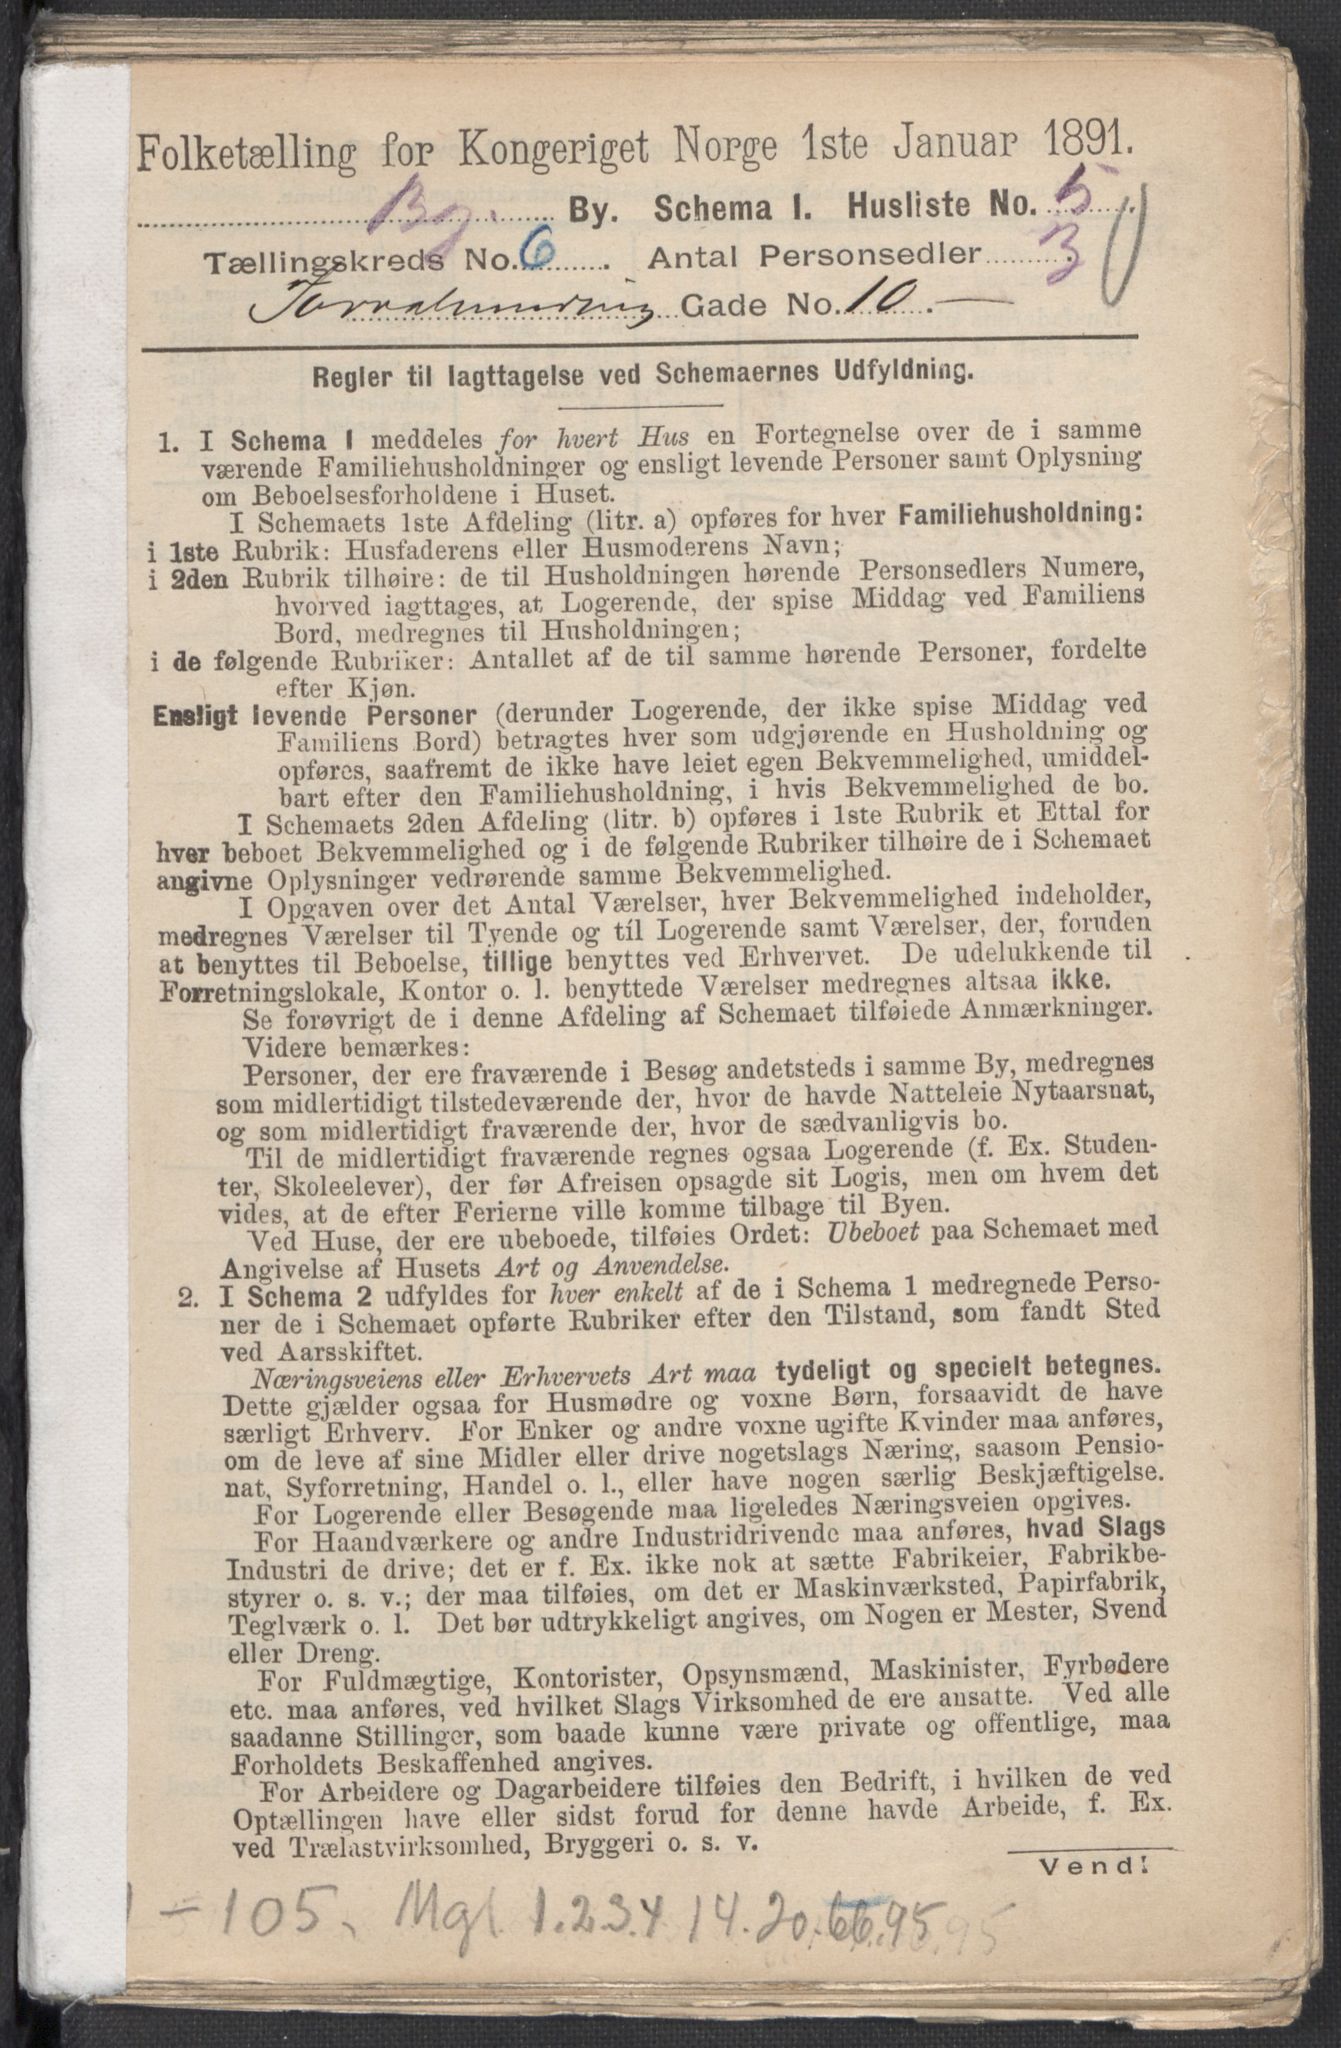 Folketælling for Kongeriget Norge 1ste Januar 1891.
By. Schema I. Husliste No. 5
Tællingskreds No. 6. Antal Personsedler 3
Gade No. 10.
Regler til Iagttagelse ved Schemaernes Udfyldning.
1. I Schema I meddeles for hvert Hus en Fortegnelse over de i samme
værende Familiehusholdninger og ensligt levende Personer samt Oplysning
om Beboelsesforholdene i Huset.
I Schemaets 1ste Afdeling (litr. a) opføres for hver Familiehusholdning:
i 1ste Rubrik: Husfaderens eller Husmoderens Navn;
i 2den Rubrik tilhøire: de til Husholdningen hørende Personsedlers Numere,
hvorved iagttages, at Logerende, der spise Middag ved Familiens
Bord, medregnes til Husholdningen;
i de følgende Rubriker: Antallet af de til samme hørende Personer, fordelte
efter Kjøn.
Ensligt levende Personer (derunder Logerende, der ikke spise Middag ved
Familiens Bord) betragtes hver som udgjørende en Husholdning og
opføres, saafremt de ikke have leiet egen Bekvemmelighed, umiddel-
bart efter den Familiehusholdning, i hvis Bekvemmelighed de bo.
I Schemaets 2den Afdeling (litr. b) opføres i 1ste Rubrik et Ettal for
hver beboet Bekvemmelighed og i de følgende Rubriker tilhøire de i Schemaet
angivne Oplysninger vedrørende samme Bekvemmelighed.
I Opgaven over det Antal Værelser, hver Bekvemmelighed indeholder,
medregnes Værelser til Tyende og til Logerende samt Værelser, der, foruden
at benyttes til Beboelse, tillige benyttes ved Erhvervet. De udelukkende til
Forretningslokale, Kontor o. l. benyttede Værelser medregnes altsaa ikke.
Se forøvrigt de i denne Afdeling af Schemaet tilføiede Anmærkninger.
Videre bemærkes:
Personer, der ere fraværende i Besøg andetsteds i samme By, medregnes
som midlertidigt tilstedeværende der, hvor de havde Natteleie Nytaarsnat,
og som midlertidigt fraværende der, hvor de sædvanligvis bo.
Til de midlertidigt fraværende regnes ogsaa Logerende (f. Ex. Studen-
ter, Skoleelever), der før Afreisen opsagde sit Logis, men om hvem det
vides, at de efter Ferierne ville komme tilbage til Byen.
Ved Huse, der ere ubeboede, tilføies Ordet: Ubeboet paa Schemaet med
Angivelse af Husets Art og Anvendelse.
2. I Schema 2 udfyldes for hver enkelt af de i Schema 1 medregnede Perso-
ner de i Schemaet opførte Rubriker efter den Tilstand, som fandt Sted
ved Aarsskiftet.
Næringsveiens eller Erhvervets Art maa tydeligt og specielt betegnes.
Dette gjælder ogsaa for Husmødre og voxne Børn, forsaavidt de have
særligt Erhverv. For Enker og andre voxne ugifte Kvinder maa anføres,
om de leve af sine Midler eller drive nogetslags Næring, saasom Pensio-
nat, Syforretning, Handel o. l., eller have nogen særlig Beskjæftigelse.
For Logerende eller Besøgende maa ligeledes Næringsveien opgives.
For Haandværkere og andre Industridrivende maa anføres, hvad Slags
Industri de drive; det er f. Ex. ikke nok at sætte Fabrikeier, Fabrikbe-
styrer o. s. v.; der maa tilføies, om det er Maskinværksted, Papirfabrik,
Teglværk o. l. Det bør udtrykkeligt angives, om Nogen er Mester, Svend
eller Dreng.
For Fuldmægtige, Kontorister, Opsynsmænd, Maskinister, Fyrbødere
etc. maa anføres, ved hvilket Slags Virksomhed de ere ansatte. Ved alle
saadanne Stillinger, som baade kunne være private og offentlige, maa
Forholdets Beskaffenhed angives.
For Arbeidere og Dagarbeidere tilføies den Bedrift, i hvilken de ved
Optællingen have eller sidst forud for denne havde Arbeide, f. Ex.
ved Trælastvirksomhed, Bryggeri o. s. v.
Vend!
1 – 105. Mgl. 1.2.3.4 14.20.66.95